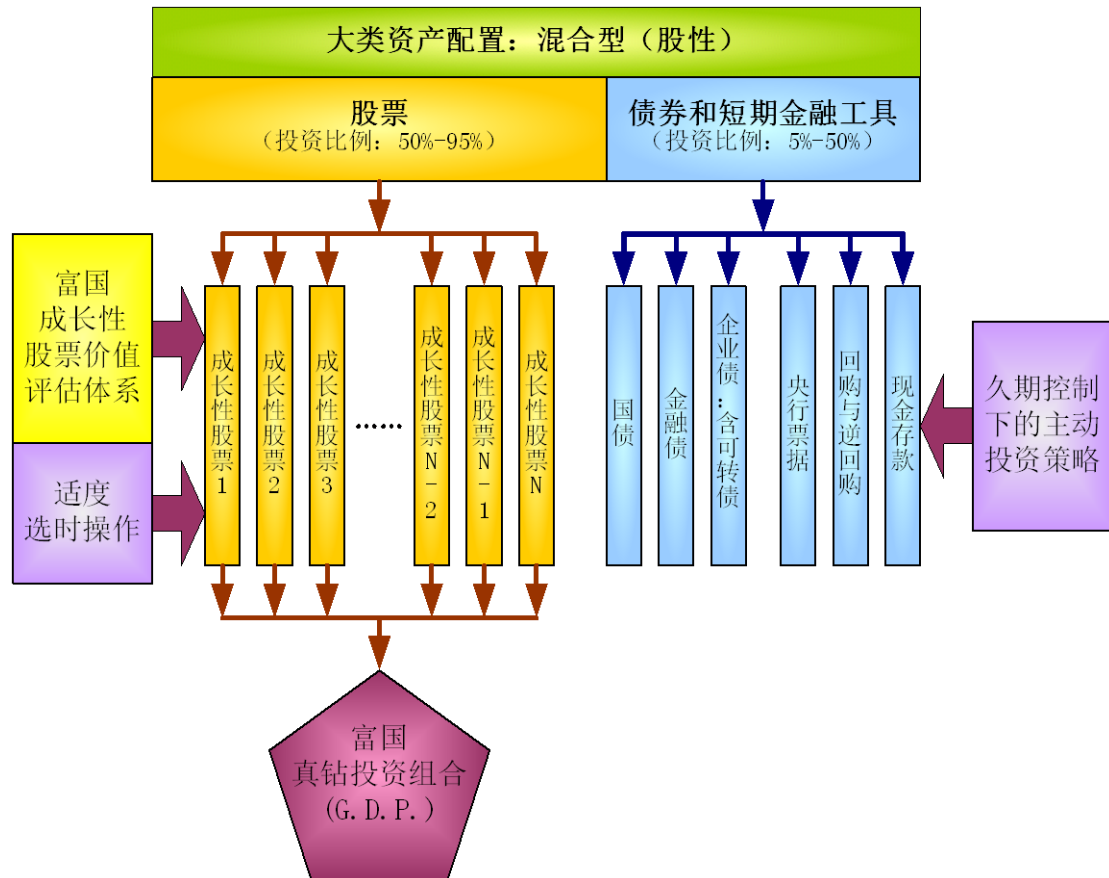 大类资产配置：混合型（股性）
股票
（投资比例：50%-95%）
债券和短期金融工具
（投资比例：5%-50%）
富国
成长性
股票价值
评估体系
适度
选时操作
成长性股票1
成长性股票2
成长性股票3
……
成长性股票N-2
成长性股票N-1
成长性股票N
国债
金融债
企业债：含可转债
央行票据
回购与逆回购
现金存款
久期控制
下的主动
投资策略
富国
真钻投资组合
(G.D.P.)